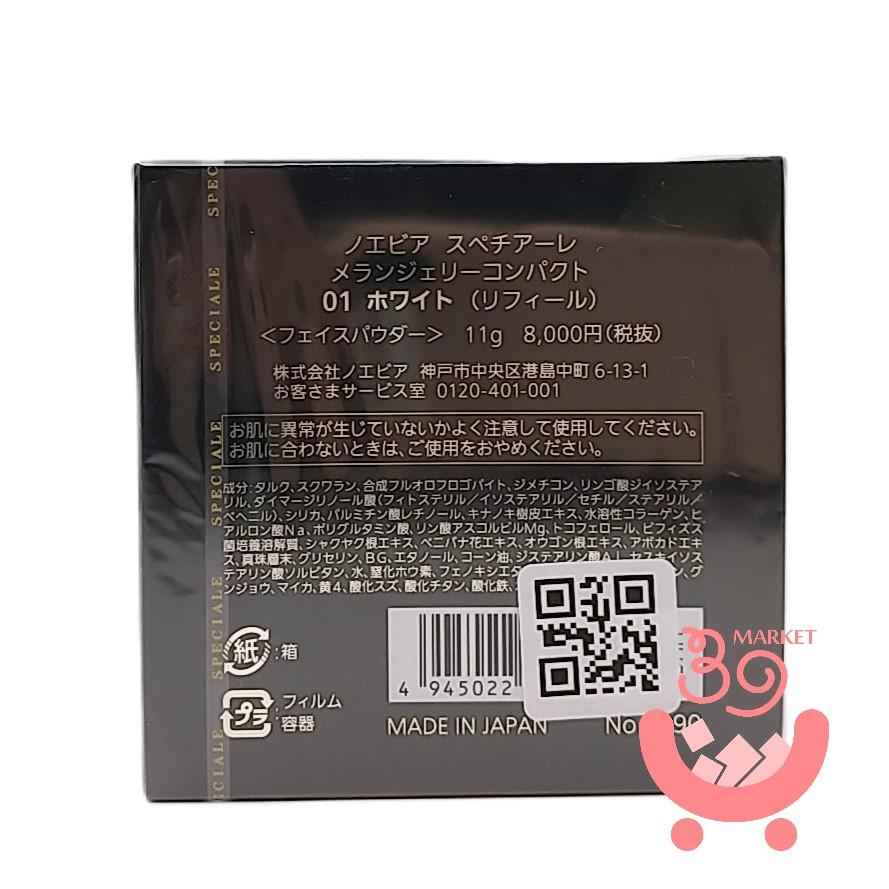 ノエビア スペチアーレ
メランジェリーコンパクト
01 ホワイト (リフィール)
<フェイスパウダー> 11g 8,000円(税抜)
株式会社ノエビア 神戸市中央区港島中町6-13-1
お客さまサービス室 0120-401-001
お肌に異常が生じていないかよく注意して使用してください。
お肌に合わないときは、ご使用をおやめください。
成分:タルク、スクワラン、合成フルオロフロゴパイト、ジメチコン、リンゴ酸ジイソステア
リル、ダイマージリノール酸(フィトステリル/イソステアリル/セチル/ステアリル/
ベヘニル)、シリカ、パルミチン酸レチノール、キナノキ樹皮エキス、水溶性コラーゲン、ヒ
アルロン酸Na、ポリグルタミン酸、リン酸アスコルビルMg、トコフェロール、ビフィズス
菌培養溶解質、シャクヤク根エキス、ベニバナ花エキス、オウゴン根エキス、アボカドエキ
ス、真珠層末、グリセリン、BG、エタノール、コーン油、ジステアリン酸Al、セスキイソス
テアリン酸ソルビタン、水、窒化ホウ素、フェノキシエタ ン、グ
ンジョウ、マイカ、黄4、酸化スズ、酸化チタン、酸化鉄、
紙 :箱
プラ :フィルム
容器
4 945022
MADE IN JAPAN No. 90
SPECIALE
SPECIALE
SPECIALE
SPECIALE
39 MARKET